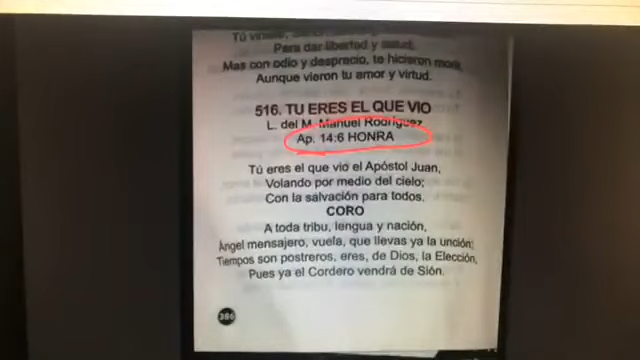 Para dar libertad y salud,
Mas con odio y desprecio, te hicieron morir,
Aunque vieron tu amor y virtud.
516. TU ERES EL QUE VIO
L. del M. Manuel Rodríguez
Ap. 14:6 HONRA
Tú eres el que vio el Apóstol Juan,
Volando por medio del cielo;
Con la salvación para todos.
CORO
A toda tribu, lengua y nación,
Ángel mensajero, vuela, que llevas ya la unción;
Tiempos son postreros, eres, de Dios, la Elección,
Pues ya el Cordero vendrá de Sión.
386